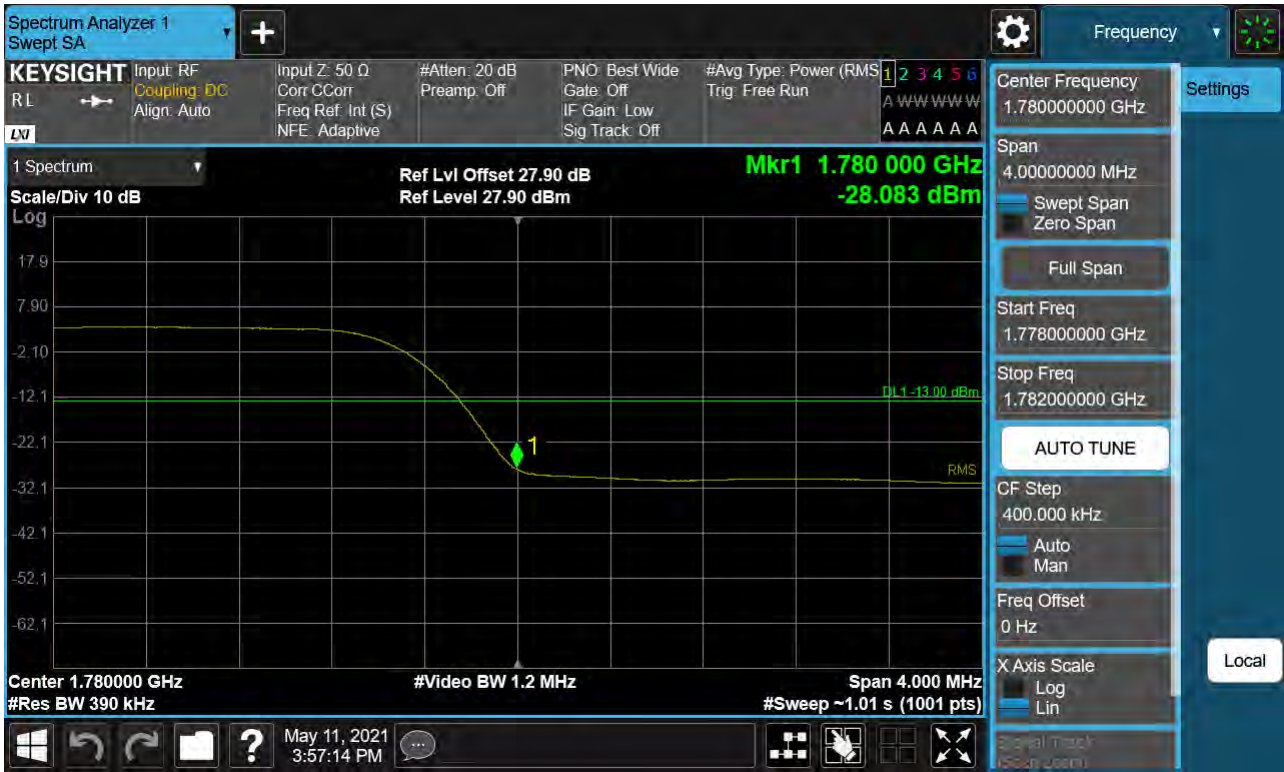 Spectrum Analyzer 1
Swept SA
Frequency
KEYSIGHT
RL
LXI
Input: RF
Coupling: DC
Align: Auto
Input Z: 50 Ω
Corr CCorr
Freq Ref: Int (S)
NFE: Adaptive
#Atten: 20 dB
Preamp: Off
PNO: Best Wide
Gate: Off
IF Gain: Low
Sig Track: Off
#Avg Type: Power (RMS
Trig: Free Run
1 2 3 4 5 6
A W W W W W
A A A A A A
1 Spectrum
Scale/Div 10 dB
Log
Ref Lvl Offset 27.90 dB
Ref Level 27.90 dBm
Mkr1 1.780 000 GHz
-28.083 dBm
17.9
7.90
-2.10
-12.1
-22.1
-32.1
-42.1
-52.1
-62.1
DL1 -13.00 dBm
1
RMS
Center 1.780000 GHz
#Res BW 390 kHz
#Video BW 1.2 MHz
Span 4.000 MHz
#Sweep ~1.01 s (1001 pts)
May 11, 2021
3:57:14 PM
Center Frequency
1.780000000 GHz
Span
4.00000000 MHz
Swept Span
Zero Span
Full Span
Start Freq
1.778000000 GHz
Stop Freq
1.782000000 GHz
AUTO TUNE
CF Step
400.000 kHz
Auto
Man
Freq Offset
0 Hz
X Axis Scale
Log
Lin
Signal Track
(Span Zoom)
Settings
Local